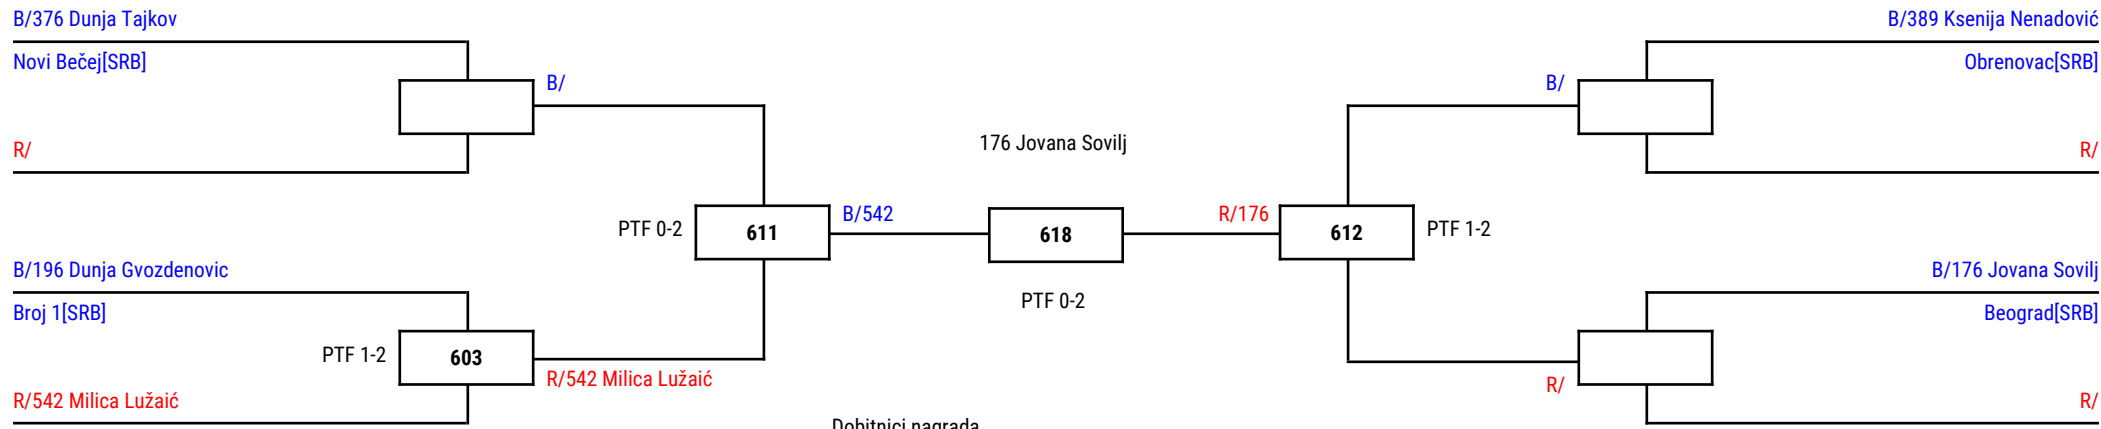 B/376 Dunja Tajkov
Novi Bečej[SRB]
B/
R/
B/196 Dunja Gvozdenovic
Broj 1[SRB]
PTF 1-2
603
R/542 Milica Lužaić
R/542 Milica Lužaić
PTF 0-2
611
B/542
176 Jovana Sovilj
618
PTF 0-2
R/176
612
PTF 1-2
B/389 Ksenija Nenadović
Obrenovac[SRB]
B/
R/
B/176 Jovana Sovilj
Beograd[SRB]
R/
R/
Dobitnici nagrada